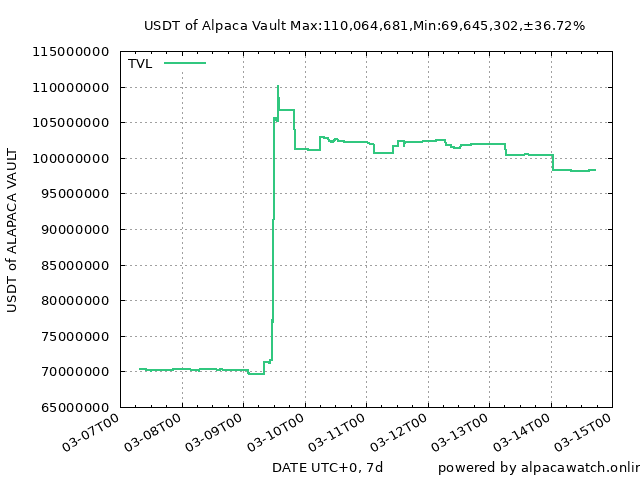 USDT of Alpaca Vault Max:110,064,681,Min:69,645,302,±36.72%
TVL
115000000
110000000
105000000
100000000
95000000
90000000
85000000
80000000
75000000
70000000
65000000
USDT of ALAPACA VAULT
03-07T00
03-08T00
03-09T00
03-10T00
03-11T00
03-12T00
03-13T00
03-14T00
03-15T00
DATE UTC+0, 7d
powered by alpacawatch.onlin